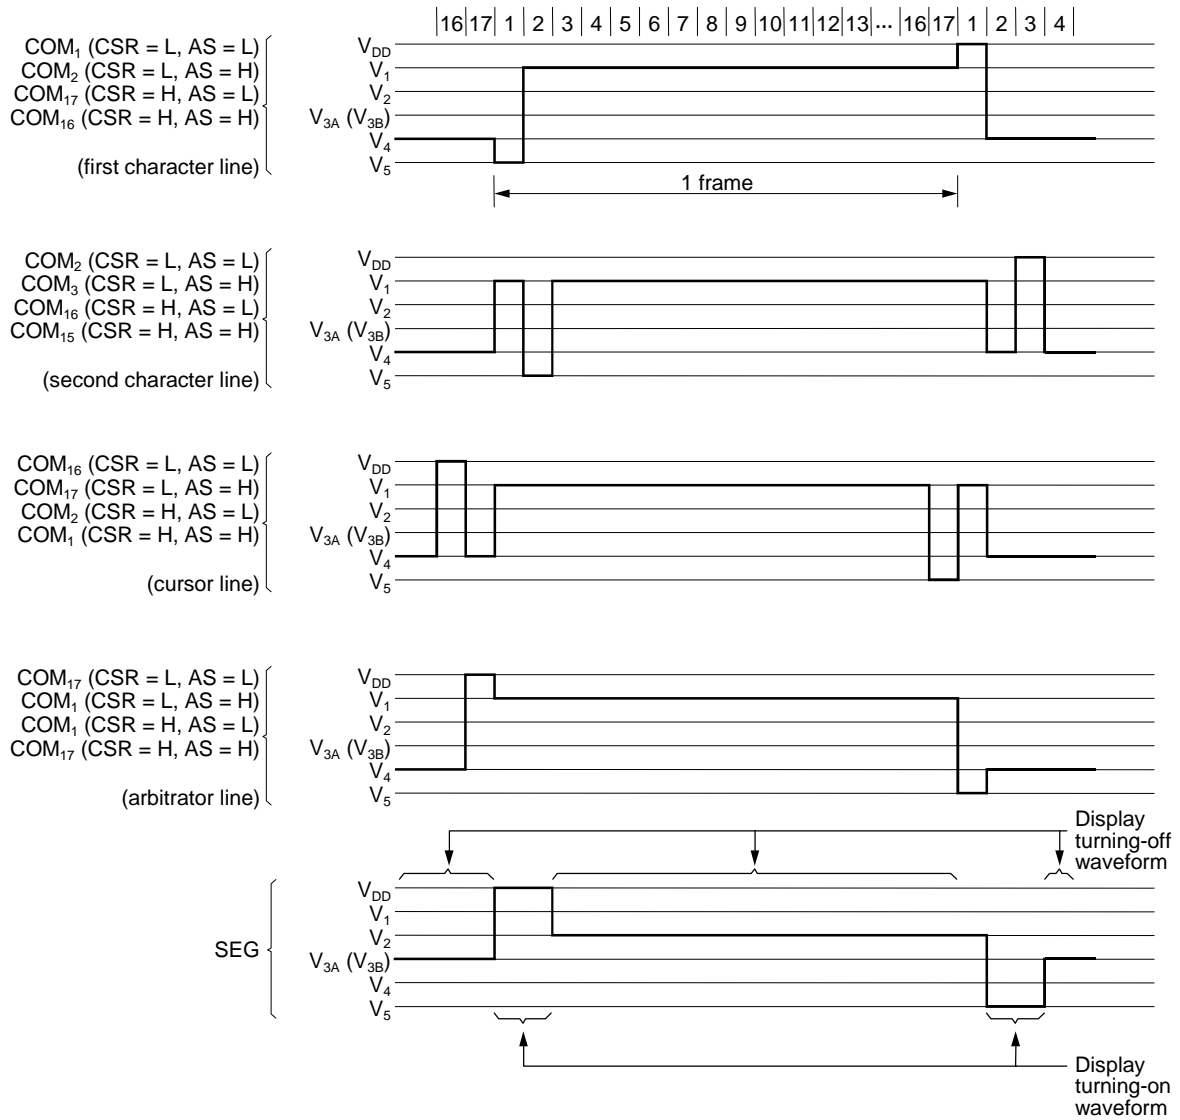 16 17 1 2 3 4 5 6 7 8 9 10 11 12 13 ... 16 17 1 2 3 4
COM1 (CSR = L, AS = L)
COM2 (CSR = L, AS = H)
COM17 (CSR = H, AS = L)
COM16 (CSR = H, AS = H)
(first character line)
VDD
V1
V2
V3A (V3B)
V4
V5
1 frame
COM2 (CSR = L, AS = L)
COM3 (CSR = L, AS = H)
COM16 (CSR = H, AS = L)
COM15 (CSR = H, AS = H)
(second character line)
VDD
V1
V2
V3A (V3B)
V4
V5
COM16 (CSR = L, AS = L)
COM17 (CSR = L, AS = H)
COM2 (CSR = H, AS = L)
COM1 (CSR = H, AS = H)
(cursor line)
VDD
V1
V2
V3A (V3B)
V4
V5
COM17 (CSR = L, AS = L)
COM1 (CSR = L, AS = H)
COM1 (CSR = H, AS = L)
COM17 (CSR = H, AS = H)
(arbitrator line)
VDD
V1
V2
V3A (V3B)
V4
V5
Display
turning-off
waveform
SEG
VDD
V1
V2
V3A (V3B)
V4
V5
Display
turning-on
waveform